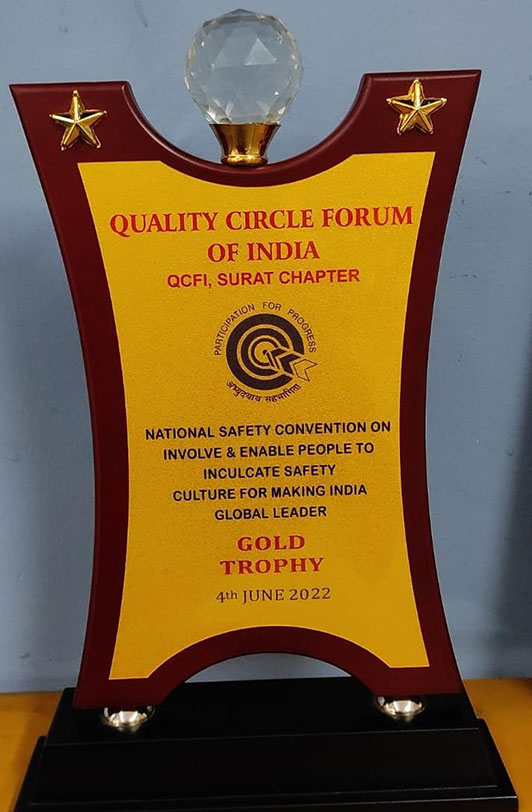 QUALITY CIRCLE FORUM
OF INDIA
QCFI, SURAT CHAPTER
PARTICIPATION FOR PROGRESS
अभ्युदयाय सहभागिता
NATIONAL SAFETY CONVENTION ON
INVOLVE & ENABLE PEOPLE TO
INCULCATE SAFETY
CULTURE FOR MAKING INDIA
GLOBAL LEADER
GOLD
TROPHY
4th JUNE 2022